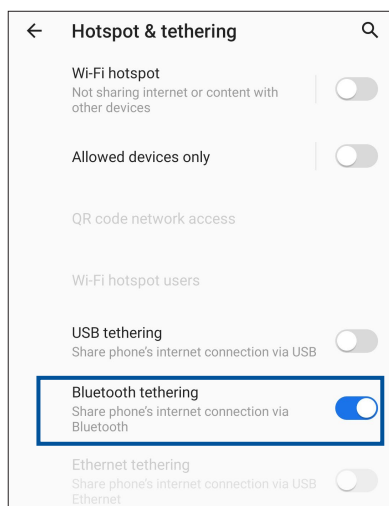 Hotspot & tethering
Wi-Fi hotspot
Not sharing internet or content with
other devices
Allowed devices only
QR code network access
Wi-Fi hotspot users
USB tethering
Share phone's internet connection via USB
Bluetooth tethering
Share phone's internet connection via
Bluetooth
Ethernet tethering
Share phone's internet connection via USB
Ethernet